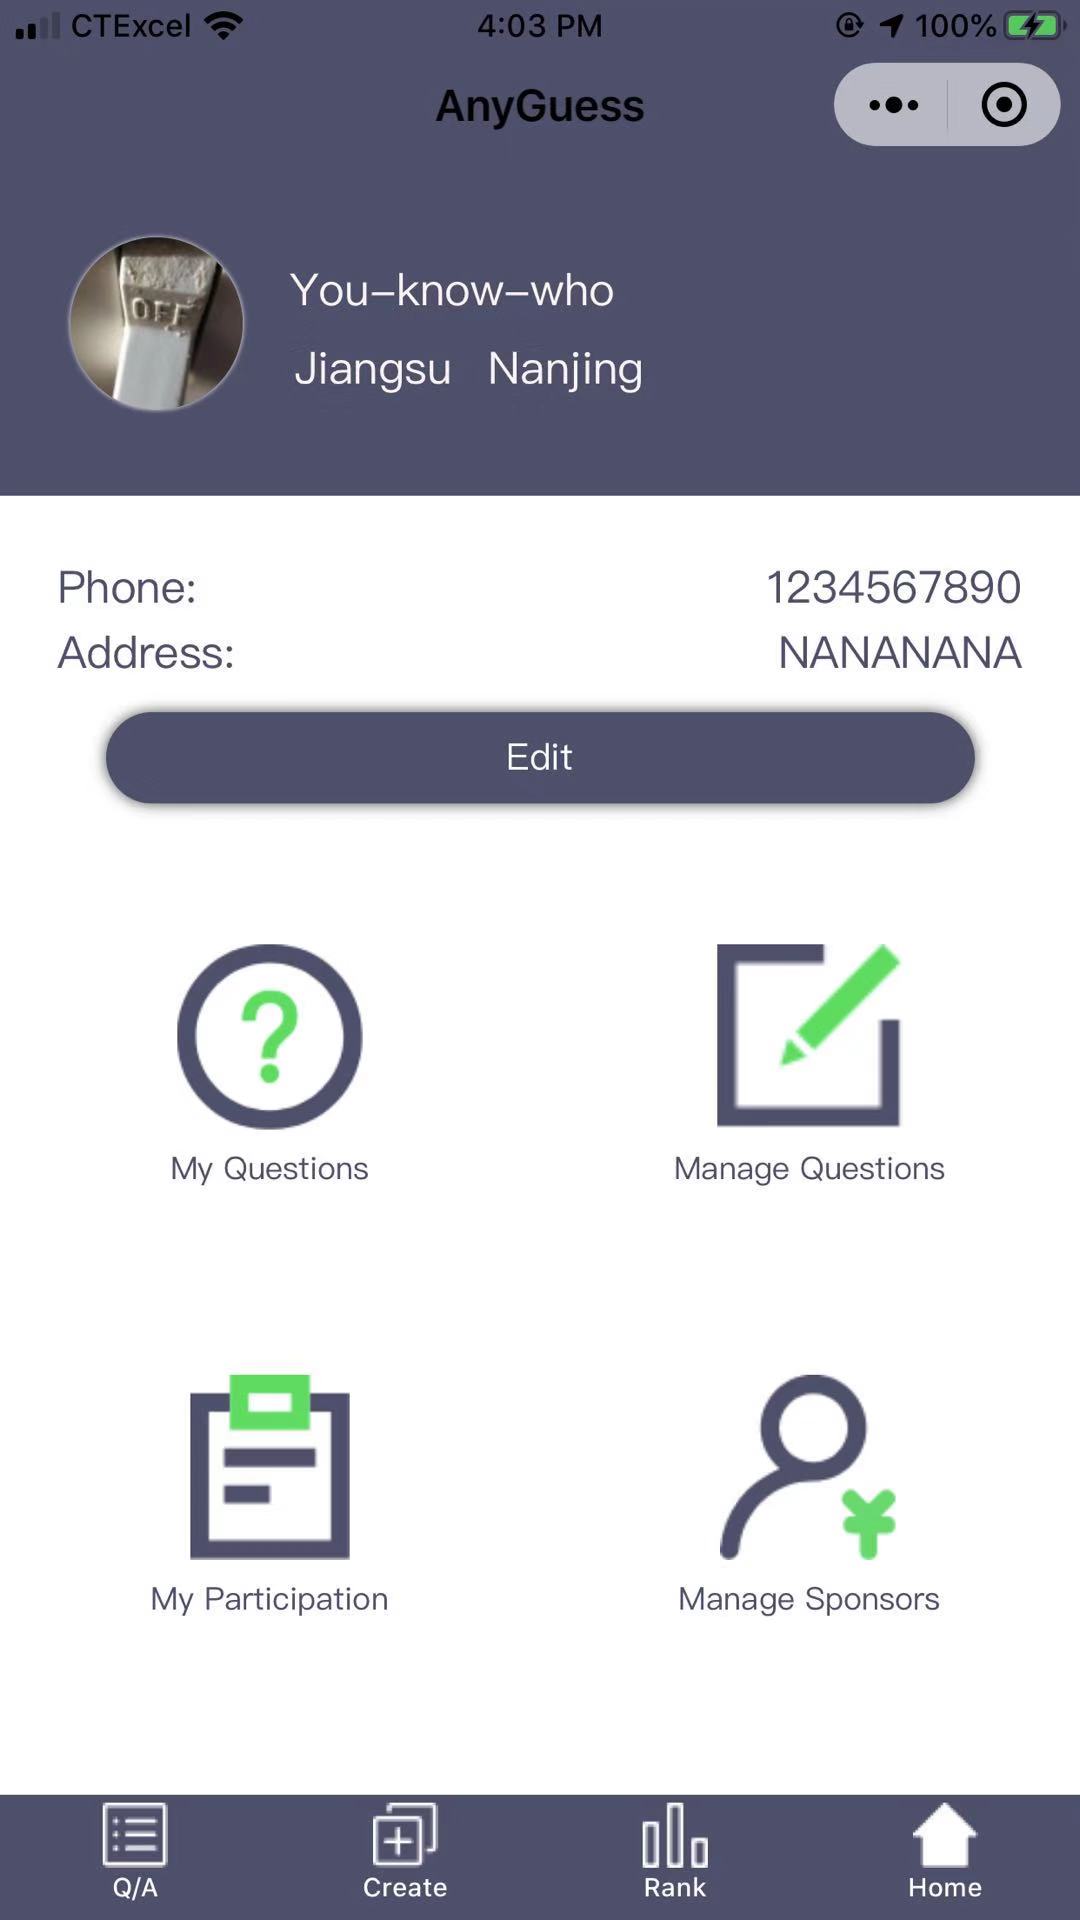 CTExcel 4:03 PM 100%
AnyGuess
OFF
You-know-who
Jiangsu Nanjing
Phone: 1234567890
Address: NANANANA
Edit
?
My Questions Manage Questions
¥
My Participation Manage Sponsors
Q/A Create Rank Home